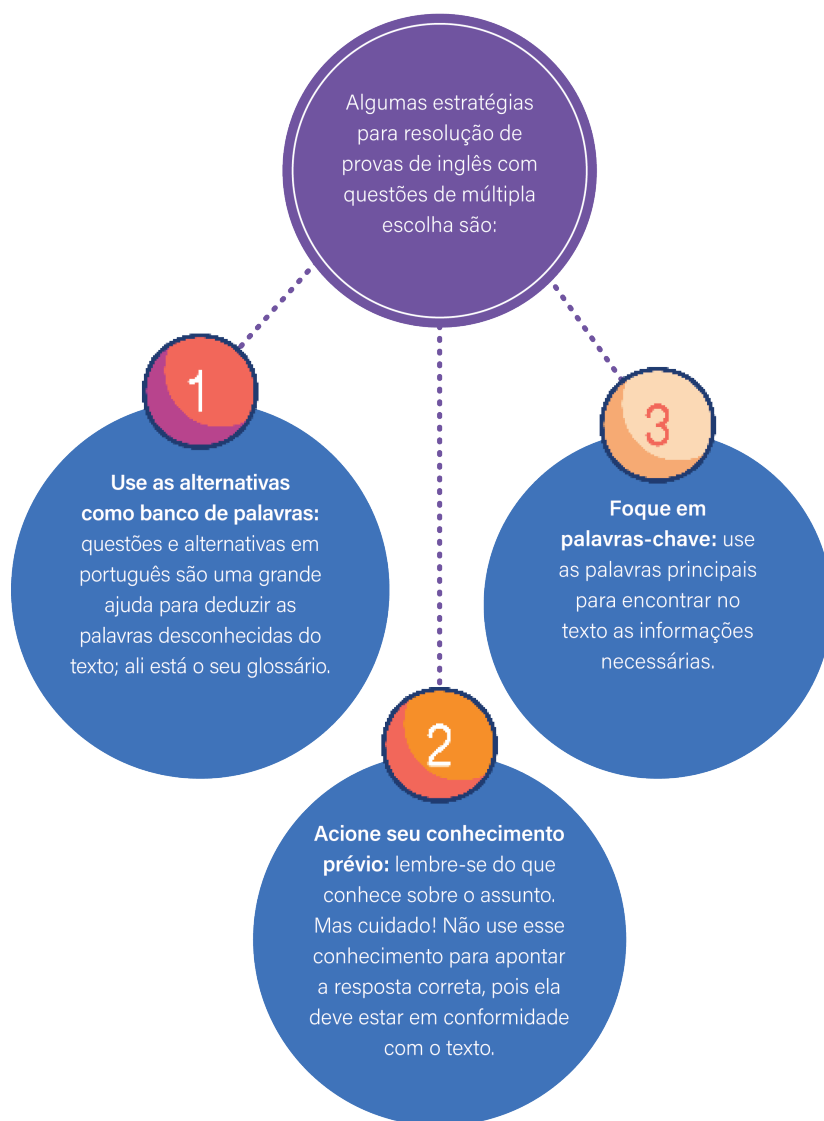 Algumas estratégias
para resolução de
provas de inglês com
questões de múltipla
escolha são:
1
Use as alternativas
como banco de palavras:
questões e alternativas em
português são uma grande
ajuda para deduzir as
palavras desconhecidas do
texto; ali está o seu glossário.
2
Acione seu conhecimento
prévio: lembre-se do que
conhece sobre o assunto.
Mas cuidado! Não use esse
conhecimento para apontar
a resposta correta, pois ela
deve estar em conformidade
com o texto.
3
Foque em
palavras-chave: use
as palavras principais
para encontrar no
texto as informações
necessárias.